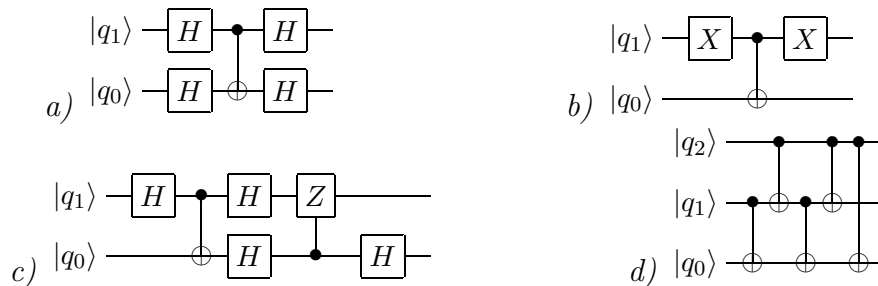 |q₁⟩ H H
a) |q₀⟩ H H
|q₁⟩ X X
b) |q₀⟩
|q₁⟩ H H Z
c) |q₀⟩ H H
|q₂⟩
|q₁⟩
d) |q₀⟩